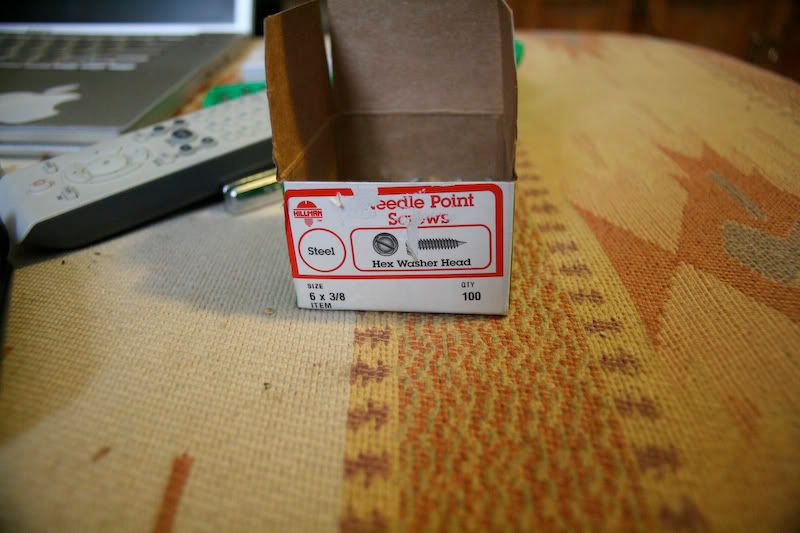 HILLMAN
eedle Point
Screws
Steel
Hex Washer Head
SIZE
QTY
6 x 3/8
100
ITEM